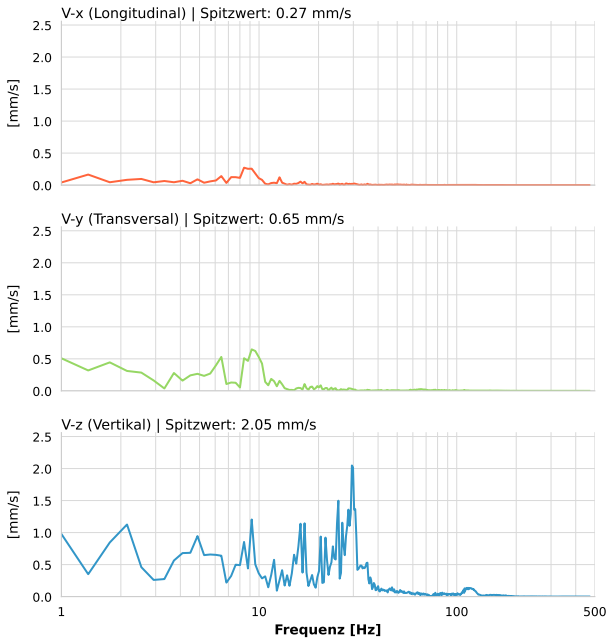 V-x (Longitudinal) | Spitzwert: 0.27 mm/s
2.5
2.0
1.5
1.0
0.5
0.0
[mm/s]
V-y (Transversal) | Spitzwert: 0.65 mm/s
2.5
2.0
1.5
1.0
0.5
0.0
[mm/s]
V-z (Vertikal) | Spitzwert: 2.05 mm/s
2.5
2.0
1.5
1.0
0.5
0.0
[mm/s]
1 10 100 500
Frequenz [Hz]